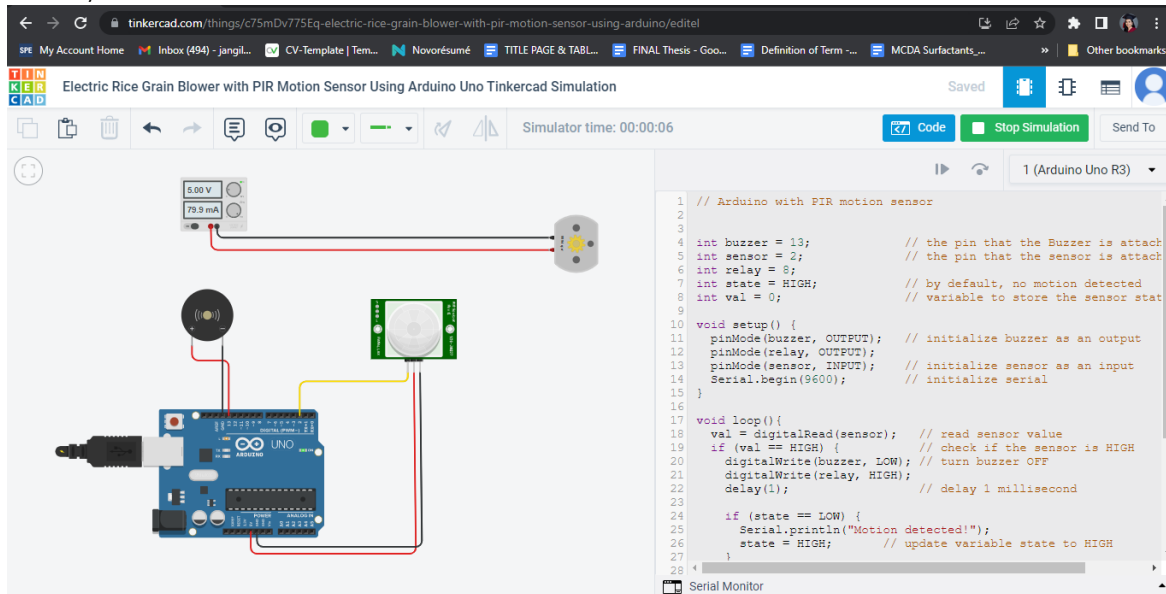 tinkercad.com/things/c75mDv775Eq-electric-rice-grain-blower-with-pir-motion-sensor-using-arduino/editel
SPE My Account Home Inbox (494) - jangil... CV-Template | Tem... Novorésumé TITLE PAGE & TABL... FINAL Thesis - Goo... Definition of Term -... MCDA Surfactants_... » Other bookmarks
TIN
KER
CAD
Electric Rice Grain Blower with PIR Motion Sensor Using Arduino Uno Tinkercad Simulation
Saved
Simulator time: 00:00:06
Code
Stop Simulation
Send To
1 (Arduino Uno R3)
5.00 V
79.9 mA
DIGITAL (PWM~)
UNO
ARDUINO
POWER
ANALOG IN
1 // Arduino with PIR motion sensor
2
3
4 int buzzer = 13; // the pin that the Buzzer is attach
5 int sensor = 2; // the pin that the sensor is attach
6 int relay = 8;
7 int state = HIGH; // by default, no motion detected
8 int val = 0; // variable to store the sensor stat
9
10 void setup() {
11 pinMode(buzzer, OUTPUT); // initialize buzzer as an output
12 pinMode(relay, OUTPUT);
13 pinMode(sensor, INPUT); // initialize sensor as an input
14 Serial.begin(9600); // initialize serial
15 }
16
17 void loop(){
18 val = digitalRead(sensor); // read sensor value
19 if (val == HIGH) { // check if the sensor is HIGH
20 digitalWrite(buzzer, LOW); // turn buzzer OFF
21 digitalWrite(relay, HIGH);
22 delay(1); // delay 1 millisecond
23
24 if (state == LOW) {
25 Serial.println("Motion detected!");
26 state = HIGH; // update variable state to HIGH
27 }
28
Serial Monitor